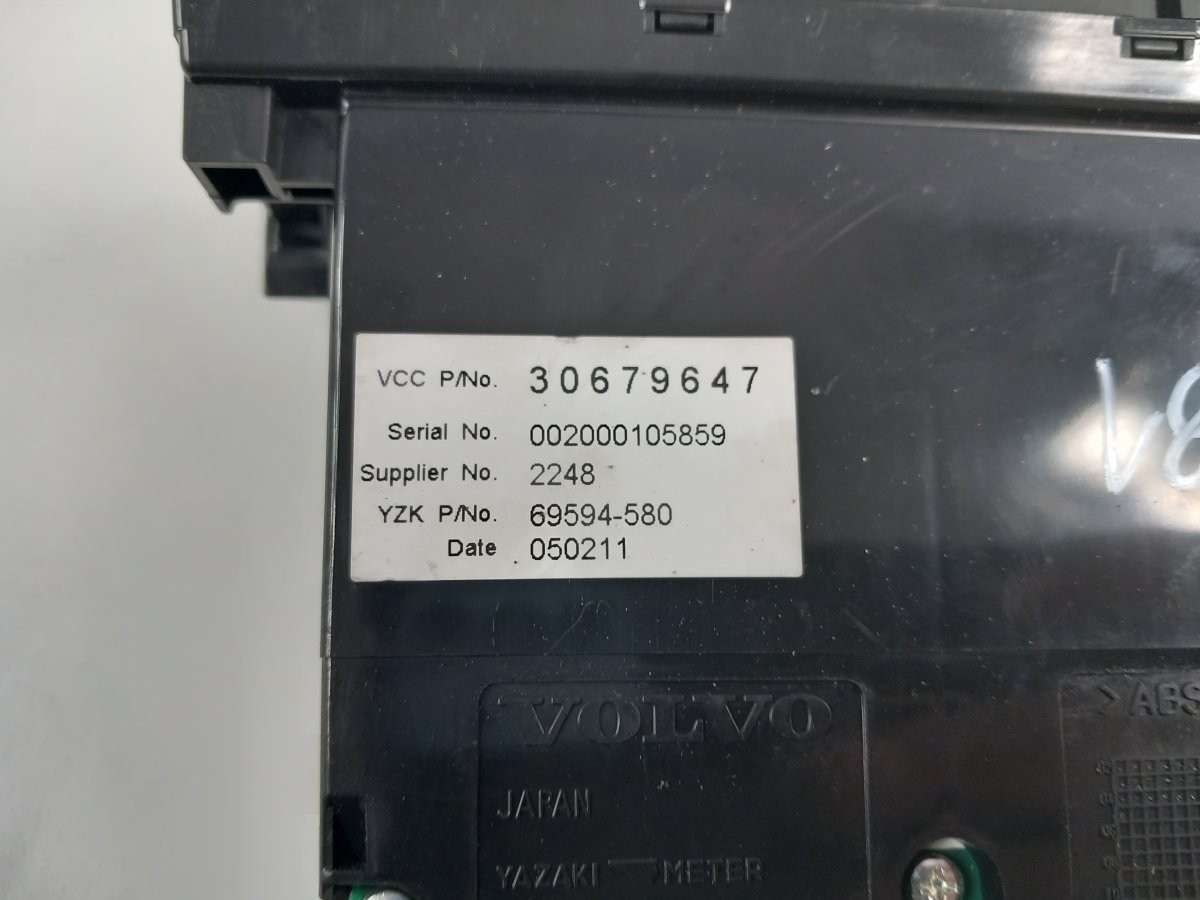 VCC P/No. 30679647
Serial No. 002000105859
Supplier No. 2248
YZK P/No. 69594-580
Date 050211
V8
VOLVO
>ABS
JAPAN
YAZAKI METER